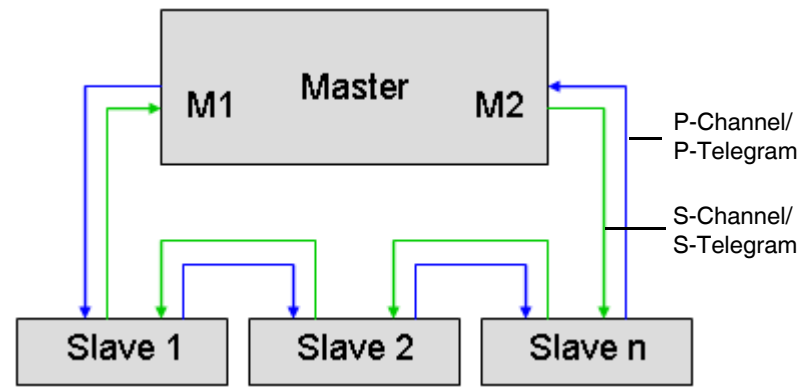 Master
M1
M2
P-Channel/
P-Telegram
S-Channel/
S-Telegram
Slave 1
Slave 2
Slave n